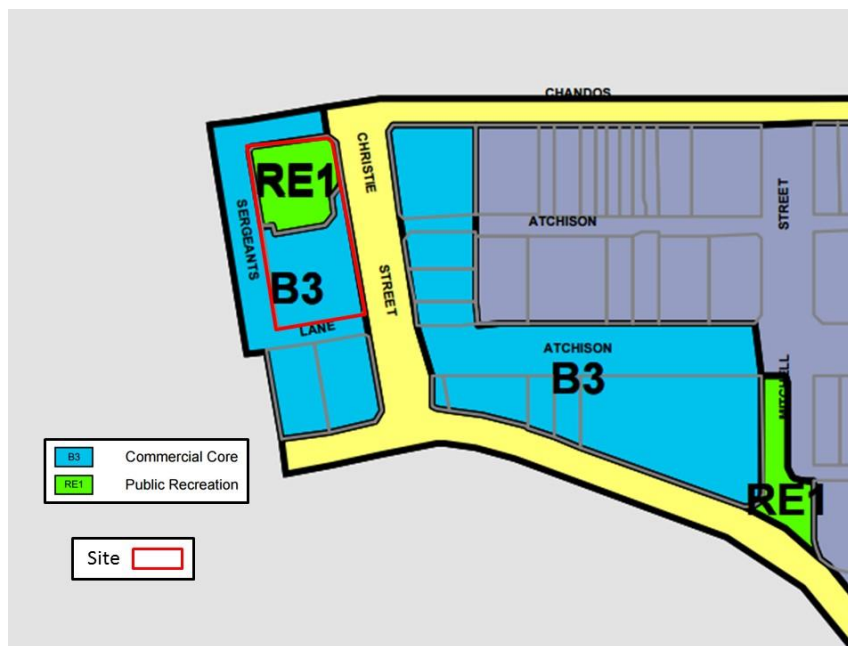 CHANDOS
CHRISTIE
STREET
RE1
SERGEANTS
B3
LANE
ATCHISON
STREET
ATCHISON
B3
MITCHELL
RE1
B3 Commercial Core
RE1 Public Recreation
Site